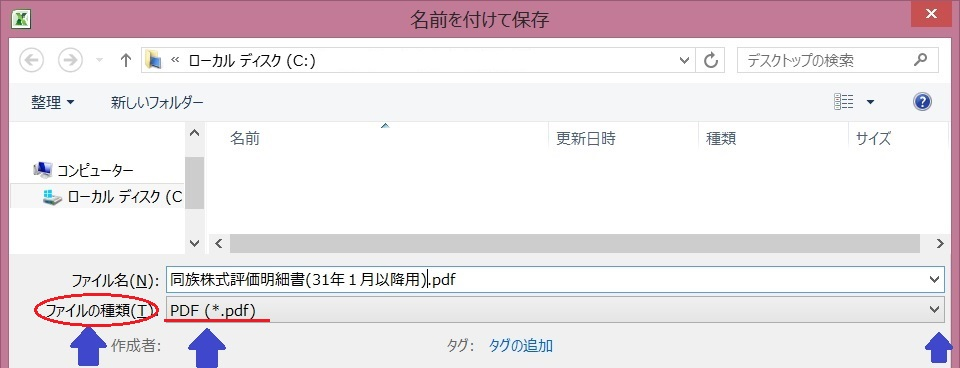 名前を付けて保存
« ローカル ディスク (C:)
デスクトップの検索
整理 新しいフォルダー
名前 更新日時 種類 サイズ
コンピューター
ローカル ディスク (C
ファイル名(N): 同族株式評価明細書(31年１月以降用).pdf
ファイルの種類(T): PDF (*.pdf)
作成者: タグ: タグの追加